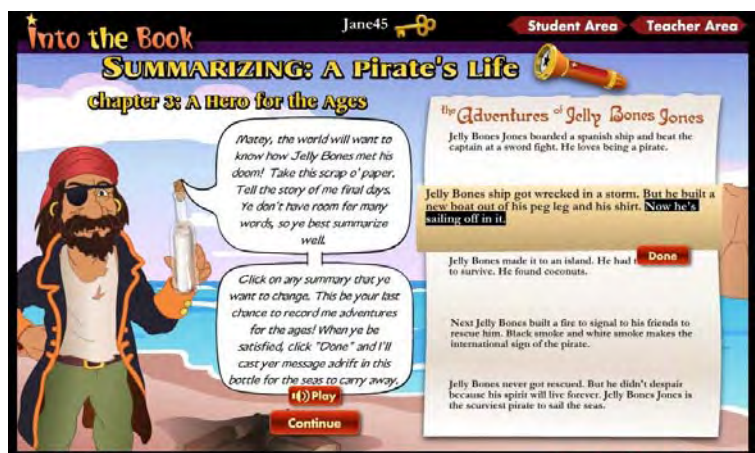 Into the Book
Jane45
Student Area
Teacher Area
SUMMARIZING: A PIRATE'S LIFE
Chapter 3: A Hero for the Ages
Matey, the world will want to
know how Jelly Bones met his
doom! Take this scrap o' paper.
Tell the story of me final days.
Ye don't have room for many
words, so ye best summarize
well.
Click on any summary that ye
want to change. This be your last
chance to record me adventures
for the ages! When ye be
satisfied, click "Done" and I'll
cast yer message adrift in this
bottle for the seas to carry away.
Play
Continue
the Adventures of Jelly Bones Jones
Jelly Bones Jones boarded a spanish ship and beat the
captain at a sword fight. He loves being a pirate.
Jelly Bones ship got wrecked in a storm. But he built a
new boat out of his peg leg and his shirt. Now he's
sailing off in it.
Done
Jelly Bones made it to an island. He had
to survive. He found coconuts.
Next Jelly Bones built a fire to signal to his friends to
rescue him. Black smoke and white smoke makes the
international sign of the pirate.
Jelly Bones never got rescued. But he didn't despair
because his spirit will live forever. Jelly Bones Jones is
the scurviest pirate to sail the seas.